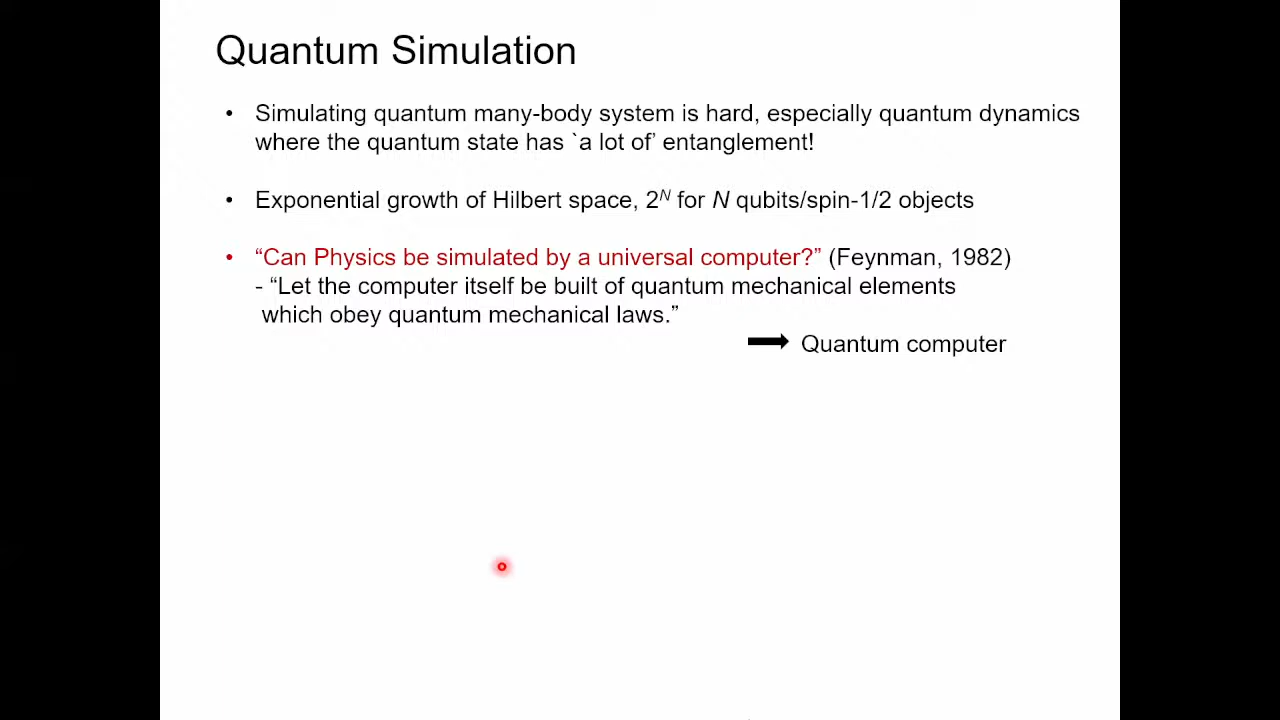 Quantum Simulation
• Simulating quantum many-body system is hard, especially quantum dynamics
where the quantum state has `a lot of’ entanglement!
• Exponential growth of Hilbert space, 2ᴺ for N qubits/spin-1/2 objects
• “Can Physics be simulated by a universal computer?” (Feynman, 1982)
- “Let the computer itself be built of quantum mechanical elements
which obey quantum mechanical laws.”
➡ Quantum computer